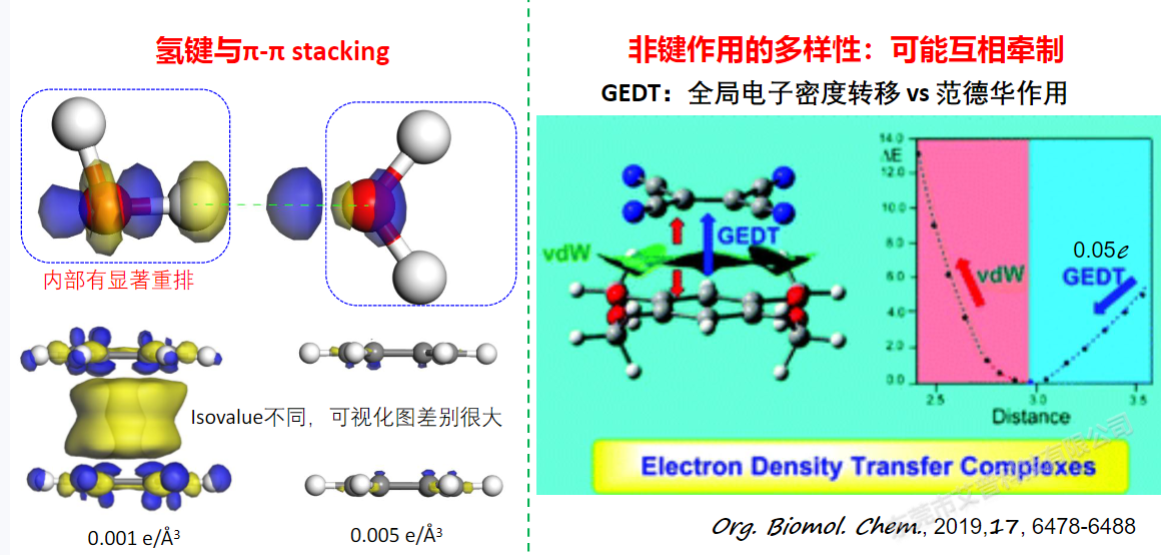 氢键与π-π stacking
内部有显著重排
Isovalue不同，可视化图差别很大
0.001 e/Å³
0.005 e/Å³
非键作用的多样性：可能互相牵制
GEDT：全局电子密度转移 vs 范德华作用
vdW
GEDT
14.0
ΔE
12.0
10.0
8.0
6.0
4.0
2.0
0.0
0.05e
GEDT
vdW
2.5
3.0
3.5
Distance
Electron Density Transfer Complexes
Org. Biomol. Chem., 2019,17, 6478-6488